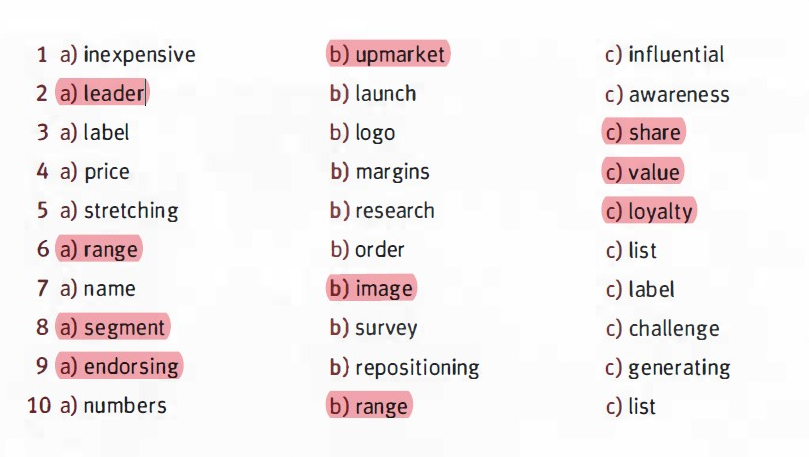 1 a) inexpensive b) upmarket c) influential
2 a) leader b) launch c) awareness
3 a) label b) logo c) share
4 a) price b) margins c) value
5 a) stretching b) research c) loyalty
6 a) range b) order c) list
7 a) name b) image c) label
8 a) segment b) survey c) challenge
9 a) endorsing b) repositioning c) generating
10 a) numbers b) range c) list